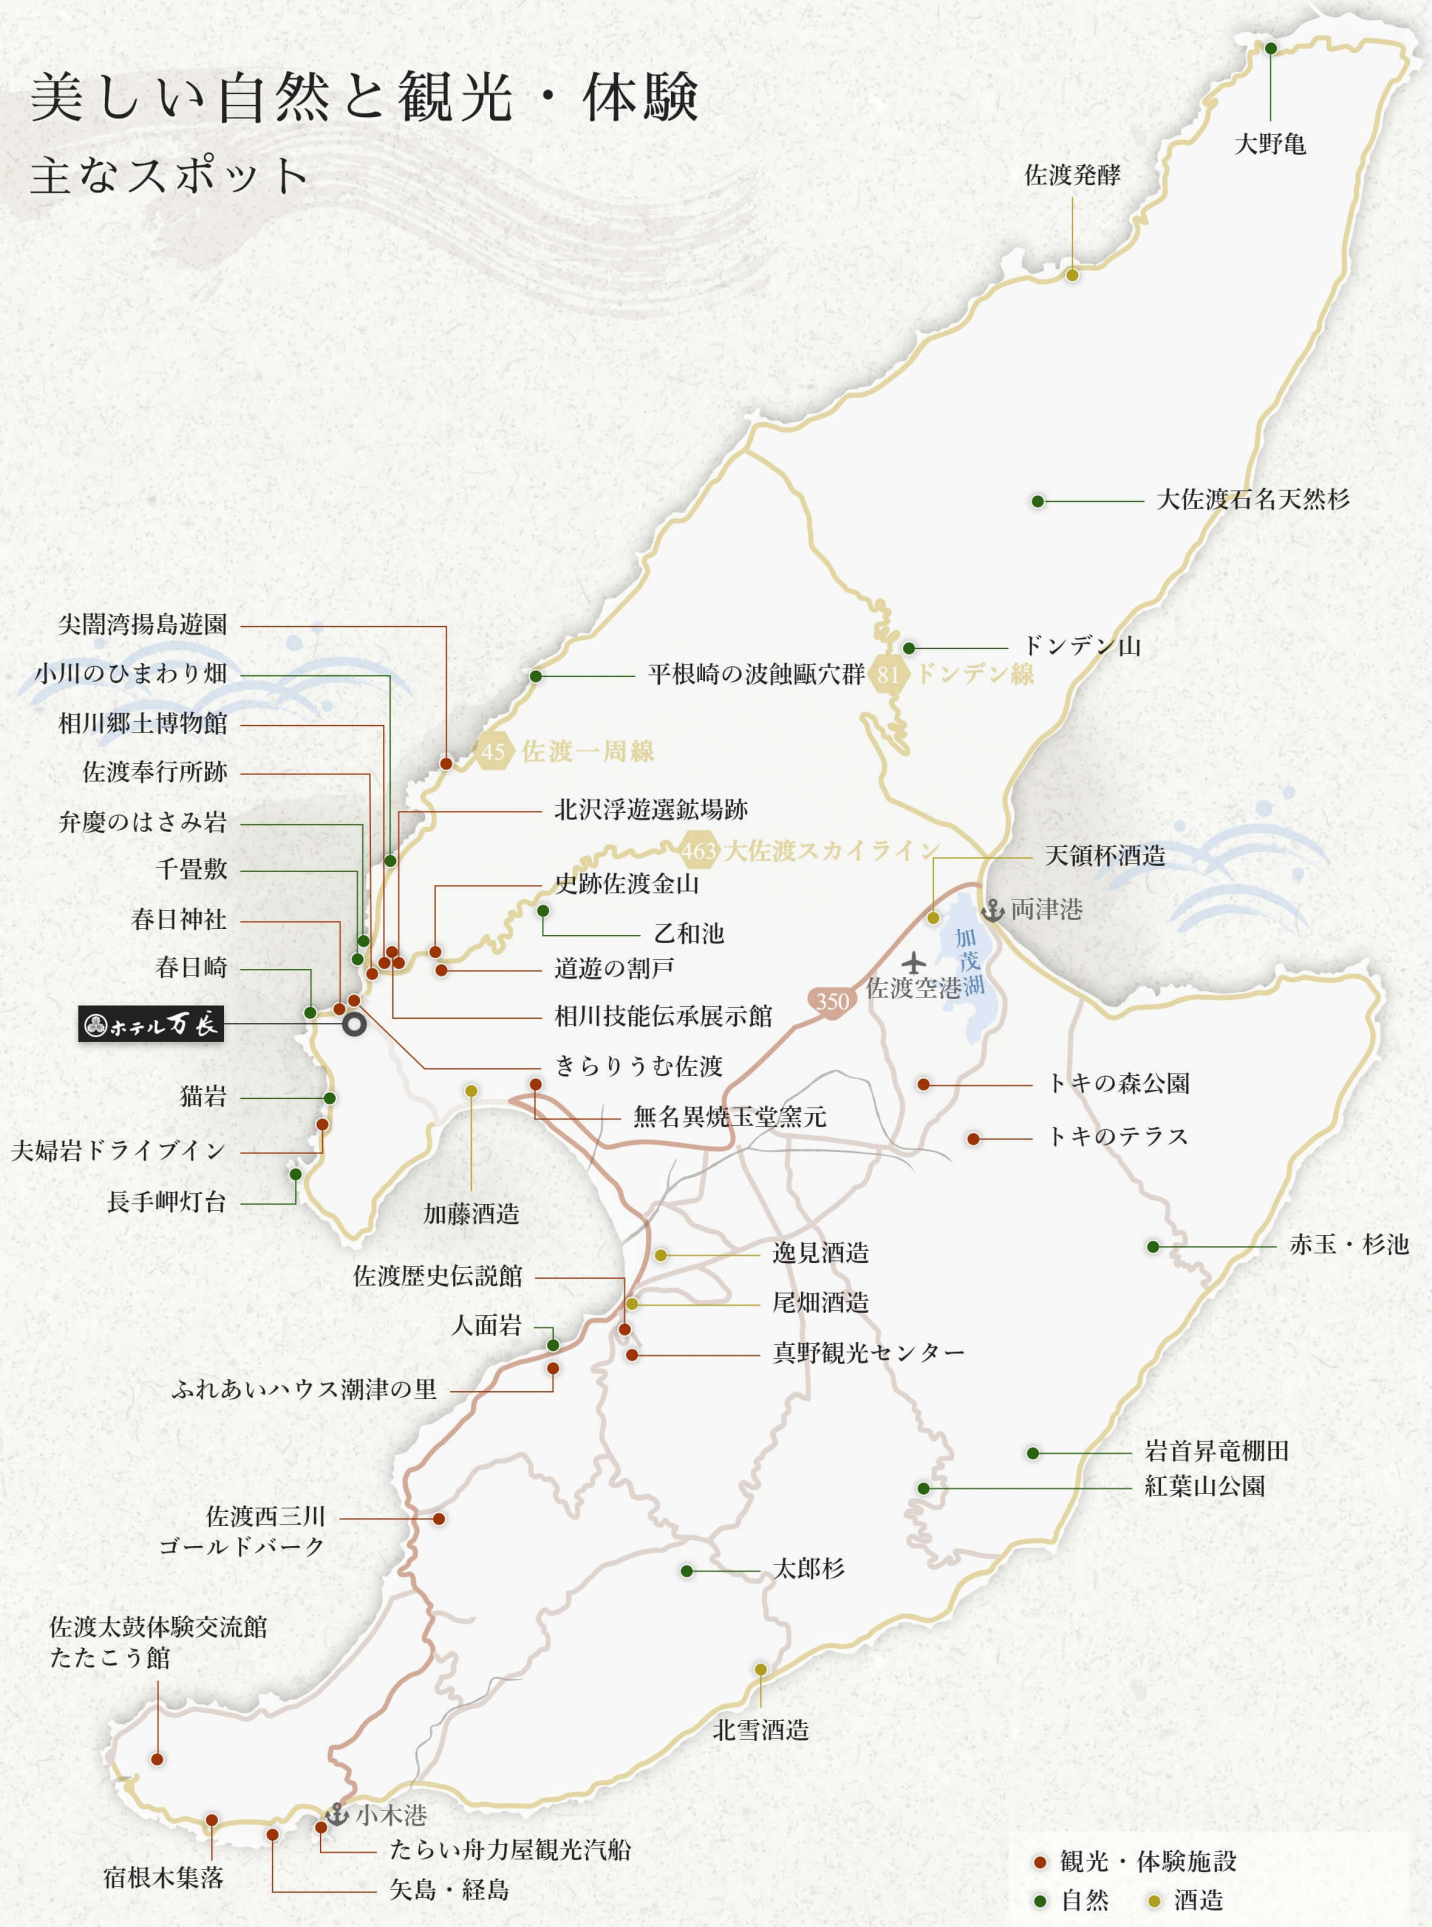 美しい自然と観光・体験
主なスポット
大野亀
佐渡発酵
大佐渡石名天然杉
尖閣湾揚島遊園
小川のひまわり畑
平根崎の波蝕甌穴群
81
ドンデン線
ドンデン山
相川郷土博物館
45
佐渡一周線
佐渡奉行所跡
弁慶のはさみ岩
北沢浮遊選鉱場跡
463
大佐渡スカイライン
天領杯酒造
千畳敷
史跡佐渡金山
両津港
春日神社
乙和池
加茂湖
春日崎
道遊の割戸
佐渡空港
350
ホテル万長
相川技能伝承展示館
きらりうむ佐渡
トキの森公園
猫岩
無名異焼玉堂窯元
トキのテラス
夫婦岩ドライブイン
長手岬灯台
加藤酒造
逸見酒造
赤玉・杉池
佐渡歴史伝説館
尾畑酒造
人面岩
真野観光センター
ふれあいハウス潮津の里
岩首昇竜棚田
紅葉山公園
佐渡西三川
ゴールドパーク
太郎杉
佐渡太鼓体験交流館
たたこう館
北雪酒造
小木港
たらい舟力屋観光汽船
宿根木集落
矢島・経島
観光・体験施設
自然
酒造